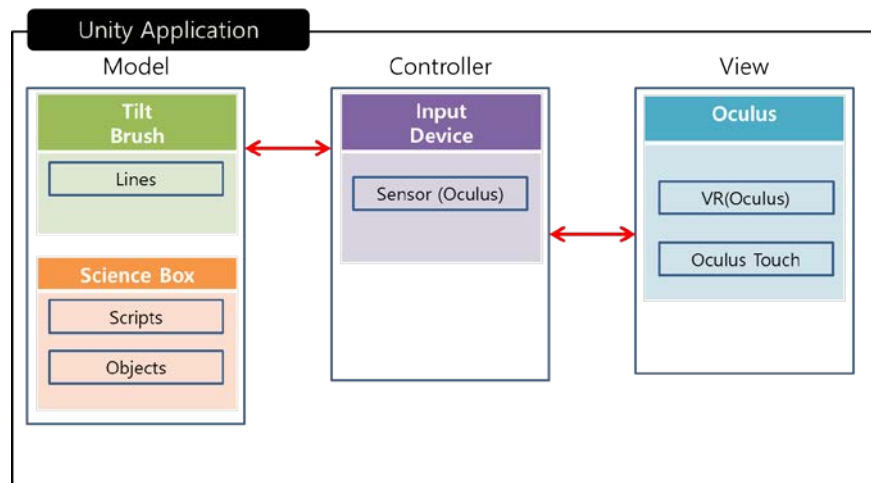 Unity Application
Model
Controller
View
Tilt
Brush
Lines
Science Box
Scripts
Objects
Input
Device
Sensor (Oculus)
Oculus
VR(Oculus)
Oculus Touch